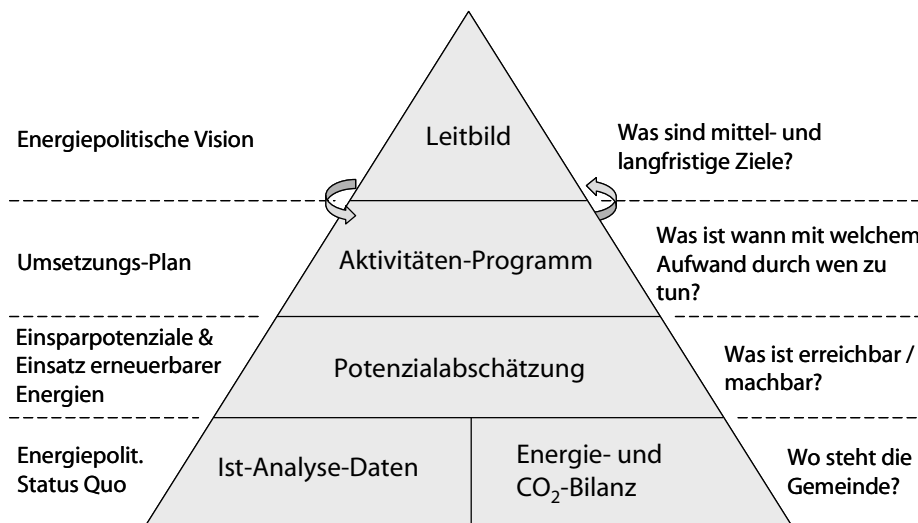 Energiepolitische Vision
Leitbild
Was sind mittel- und
langfristige Ziele?
Umsetzungs-Plan
Aktivitäten-Programm
Was ist wann mit welchem
Aufwand durch wen zu
tun?
Einsparpotenziale &
Einsatz erneuerbarer
Energien
Potenzialabschätzung
Was ist erreichbar /
machbar?
Energiepolit.
Status Quo
Ist-Analyse-Daten
Energie- und
CO₂-Bilanz
Wo steht die
Gemeinde?